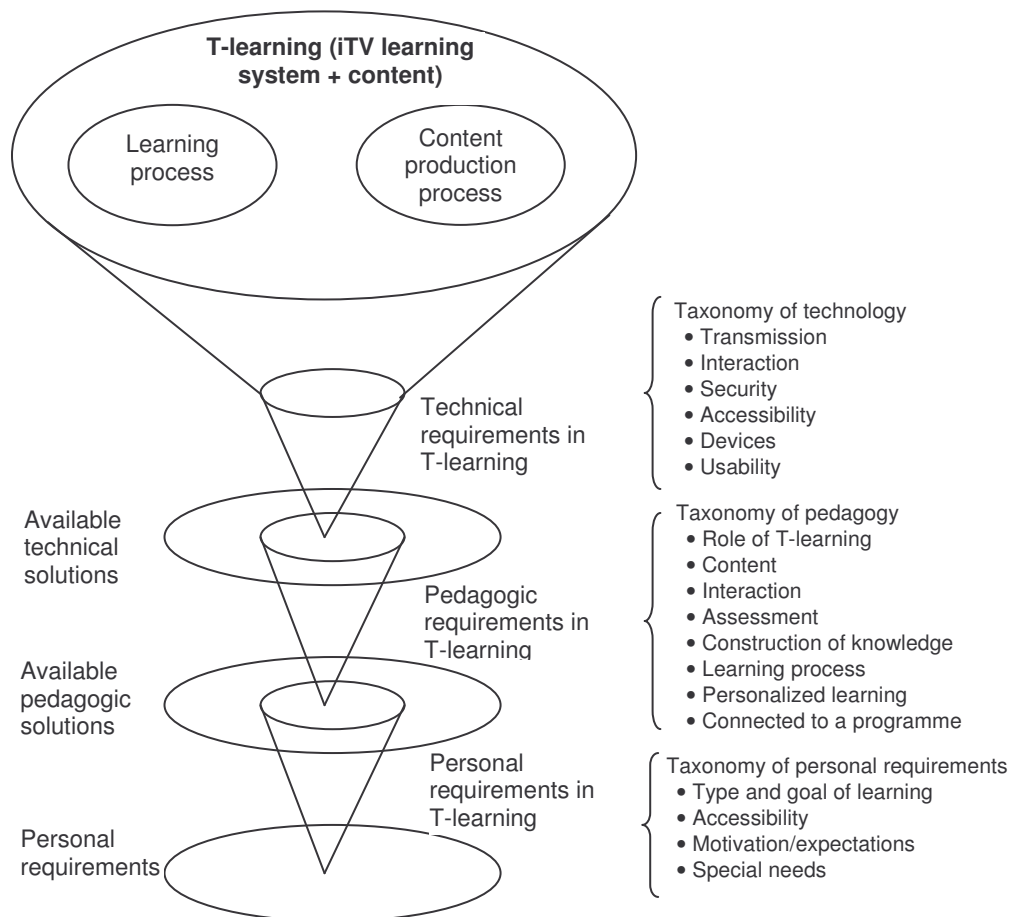 T-learning (iTV learning
system + content)
Learning
process
Content
production
process
Technical
requirements in
T-learning
Taxonomy of technology
• Transmission
• Interaction
• Security
• Accessibility
• Devices
• Usability
Available
technical
solutions
Pedagogic
requirements in
T-learning
Taxonomy of pedagogy
• Role of T-learning
• Content
• Interaction
• Assessment
• Construction of knowledge
• Learning process
• Personalized learning
• Connected to a programme
Available
pedagogic
solutions
Personal
requirements in
T-learning
Taxonomy of personal requirements
• Type and goal of learning
• Accessibility
• Motivation/expectations
• Special needs
Personal
requirements